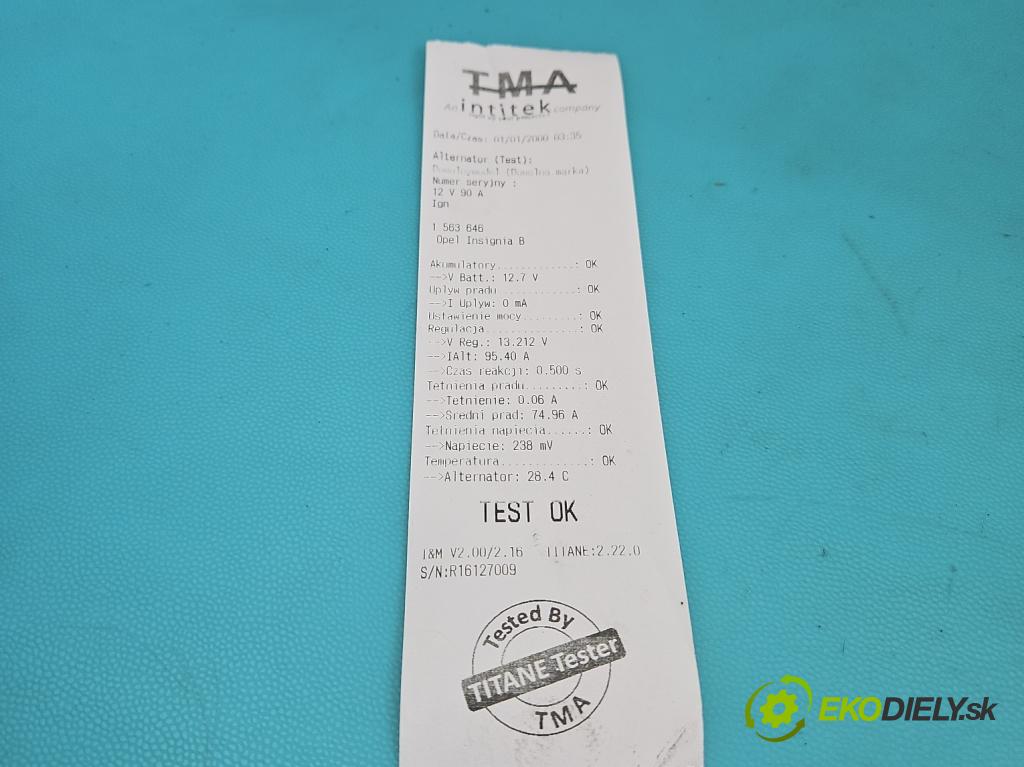 TMA
An intitek company
Data/Czas: 01/01/2000 03:35
Alternator (Test):
Numer seryjny :
12 V 90 A
Ign
1 563 646
Opel Insignia B
Akumulatory.............: OK
-->V Batt.: 12.7 V
Uplyw pradu.............: OK
-->I Uplyw: 0 mA
Ustawienie mocy.........: OK
Regulacja...............: OK
-->V Reg.: 13.212 V
-->IAlt: 95.40 A
-->Czas reakcji: 0.500 s
Tetnienia pradu.........: OK
-->Tetnienie: 0.06 A
-->Sredni prad: 74.96 A
Tetnienia napiecia......: OK
-->Napiecie: 238 mV
Temperatura.............: OK
-->Alternator: 28.4 C
TEST OK
I&M V2.00/2.16 TITANE:2.22.0
S/N:R16127009
Tested By
TITANE Tester
TMA
EKODIELY.sk